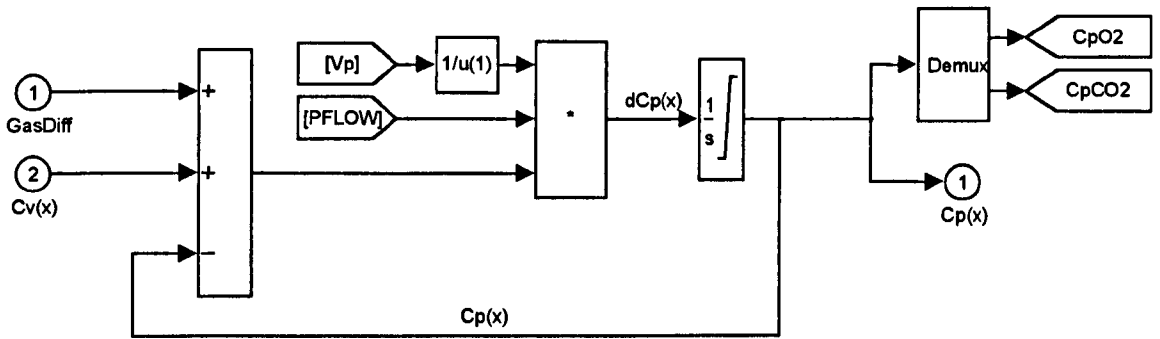 1
GasDiff
2
Cv(x)
+
+
−
[Vp]
1/u(1)
[PFLOW]
*
dCp(x)
1
s
Demux
CpO2
CpCO2
1
Cp(x)
Cp(x)